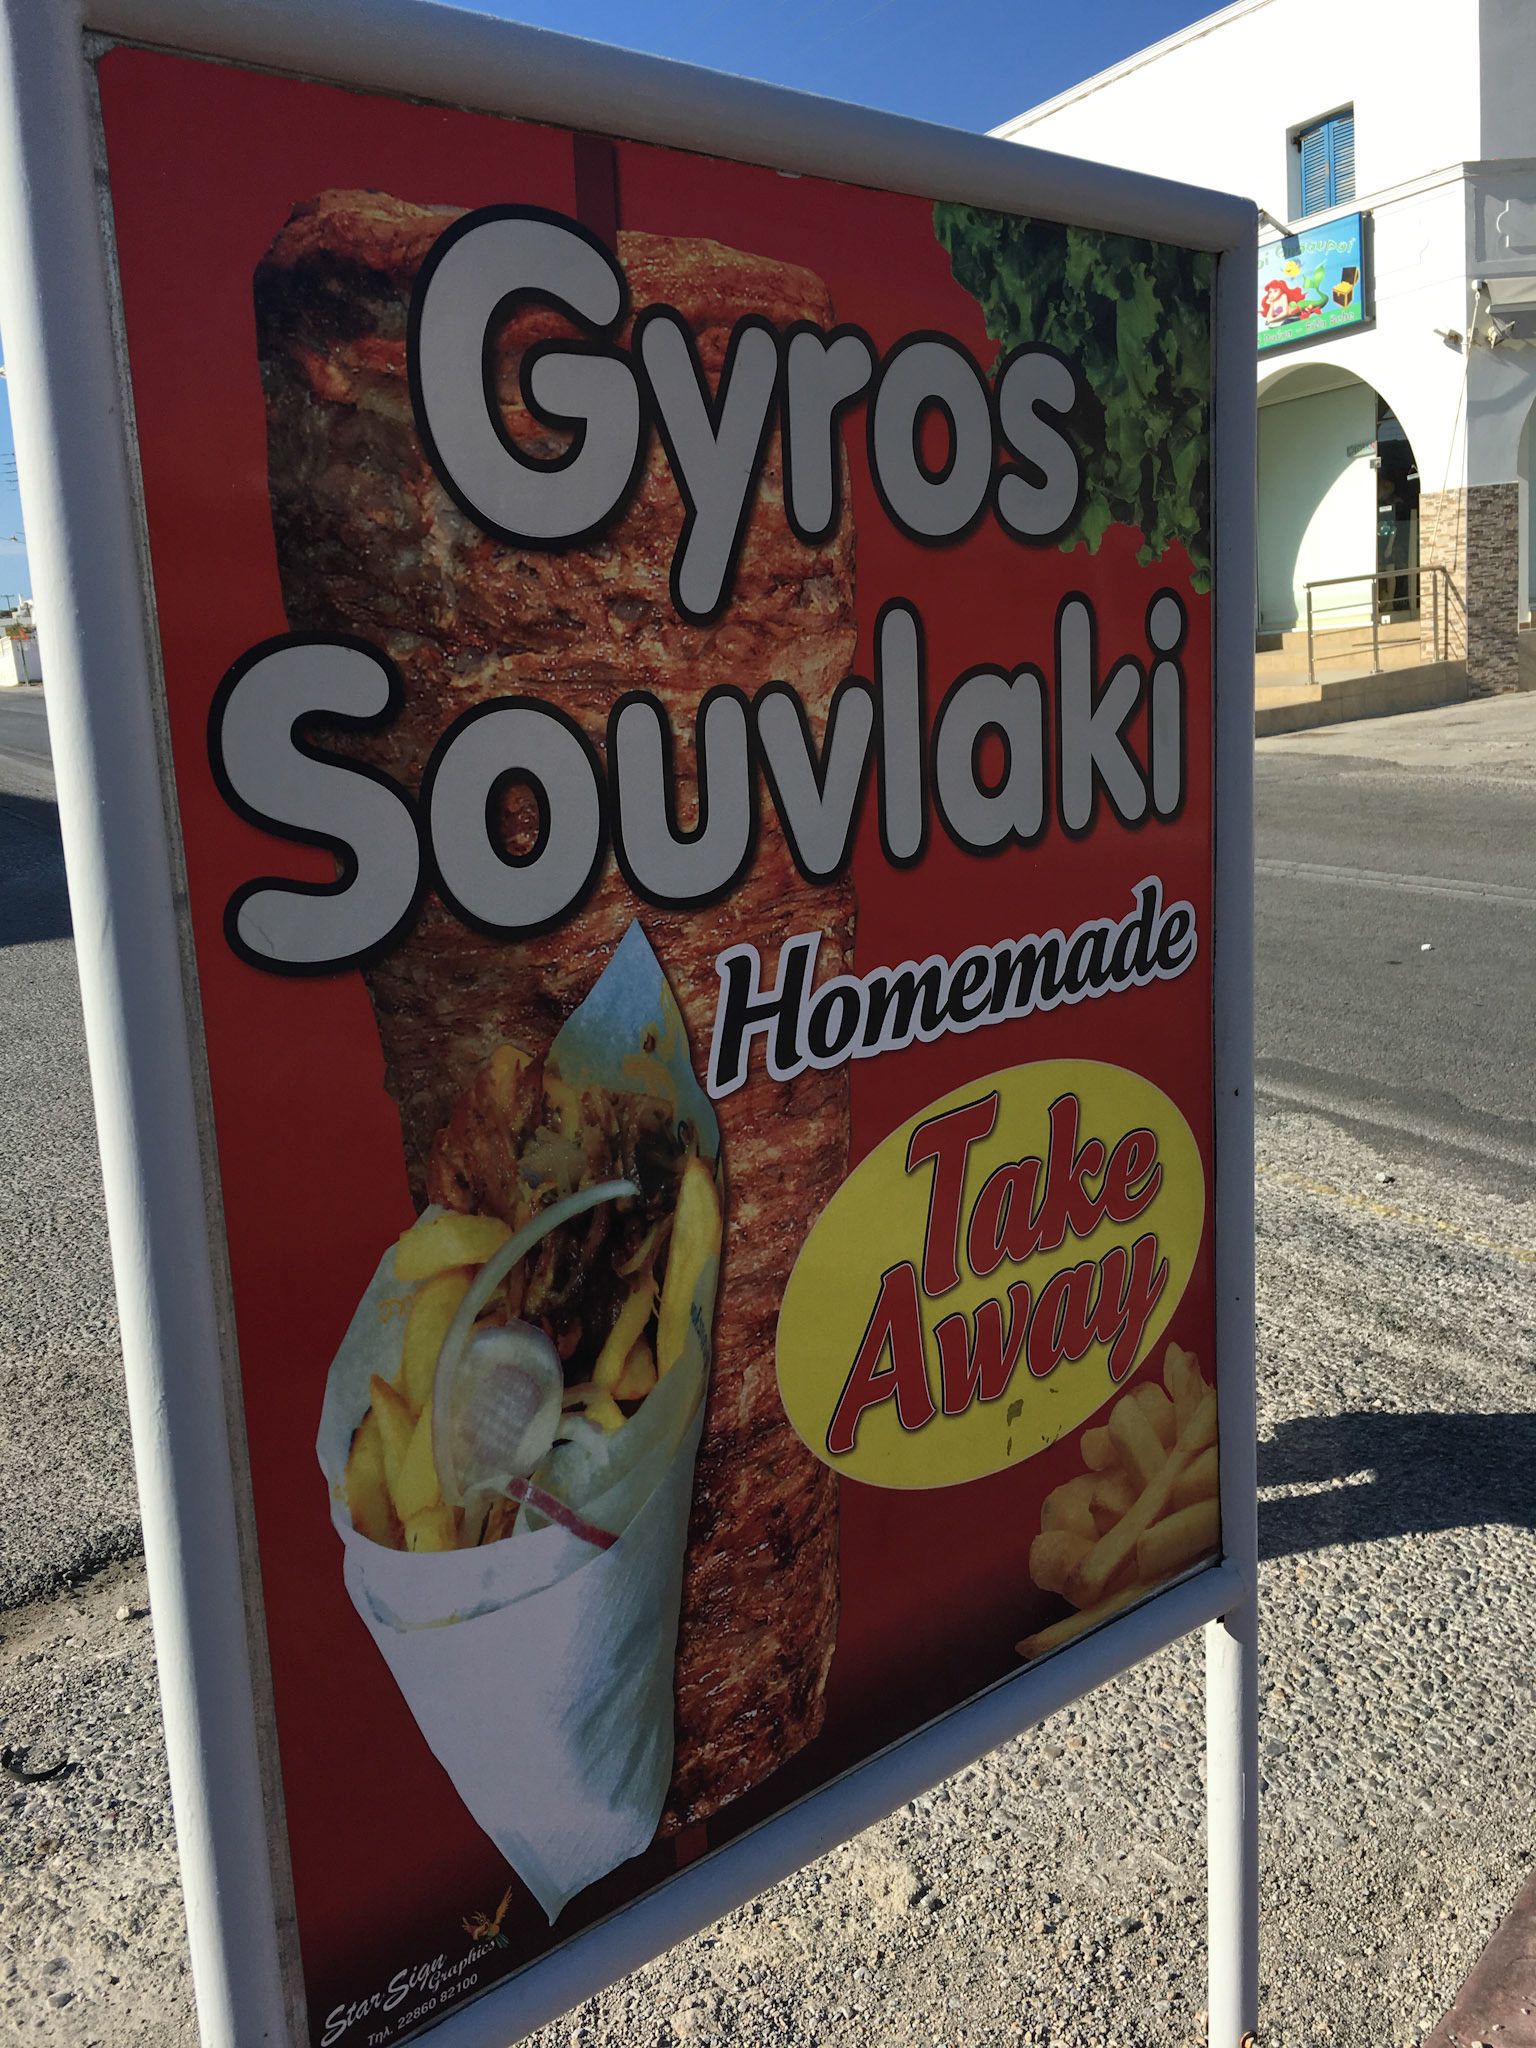 Gyros
Souvlaki
Homemade
Take
Away
Star Sign
Graphics
Τηλ. 22860 82100